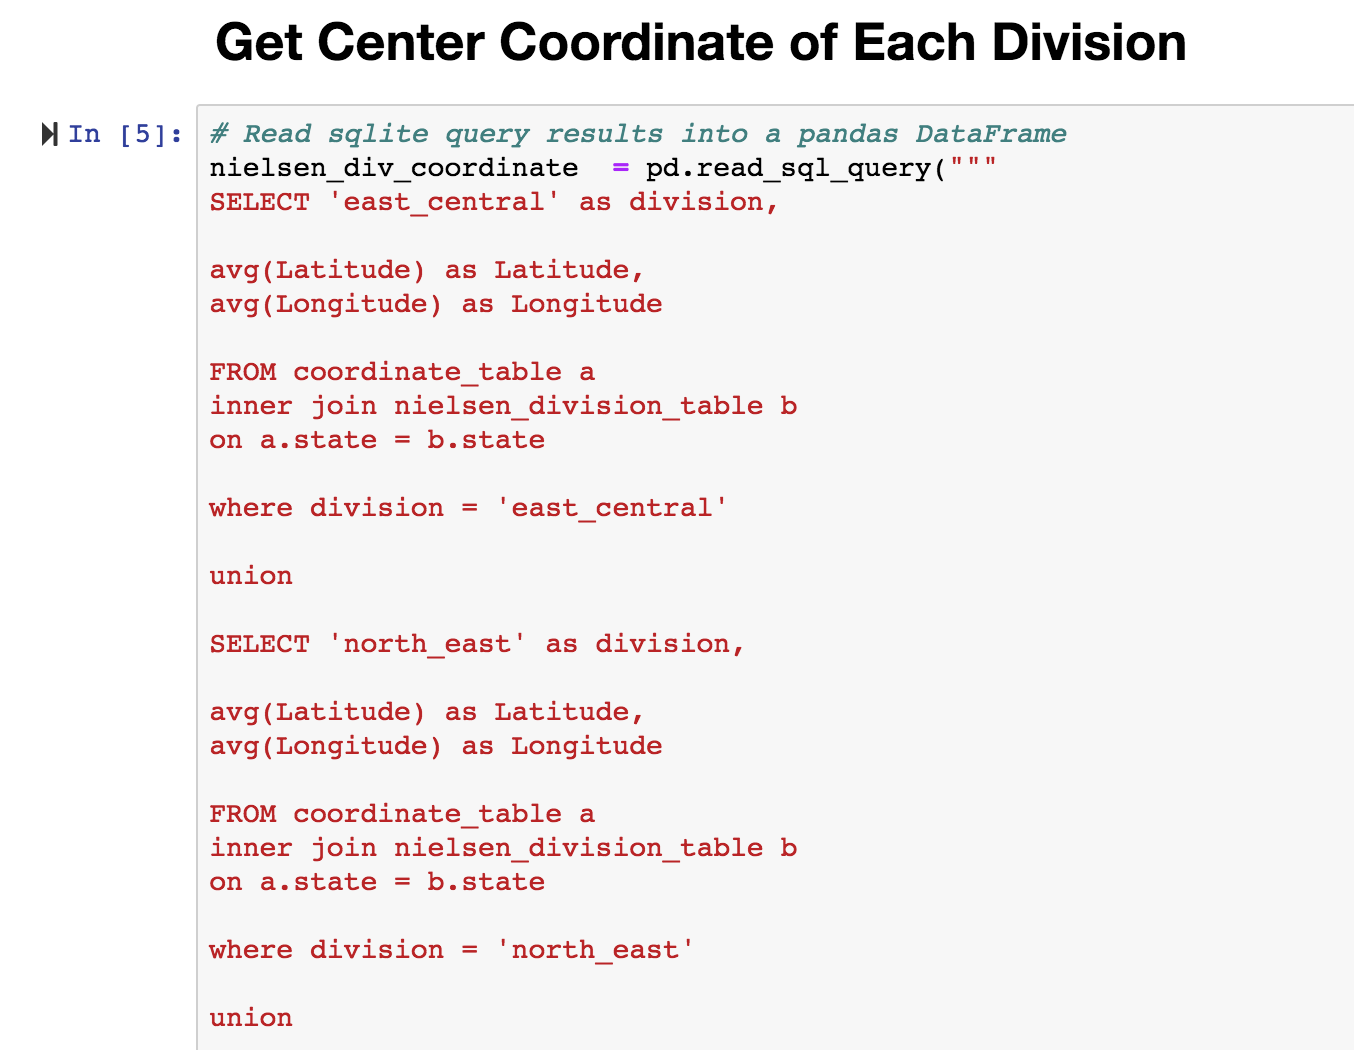 Get Center Coordinate of Each Division
In [5]:
# Read sqlite query results into a pandas DataFrame
nielsen_div_coordinate  = pd.read_sql_query("""
SELECT 'east_central' as division,
avg(Latitude) as Latitude,
avg(Longitude) as Longitude
FROM coordinate_table a
inner join nielsen_division_table b
on a.state = b.state
where division = 'east_central'
union
SELECT 'north_east' as division,
avg(Latitude) as Latitude,
avg(Longitude) as Longitude
FROM coordinate_table a
inner join nielsen_division_table b
on a.state = b.state
where division = 'north_east'
union